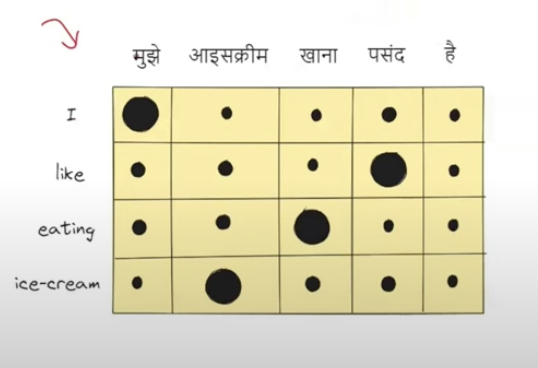 मुझे आइसक्रीम खाना पसंद है
I
like
eating
ice-cream